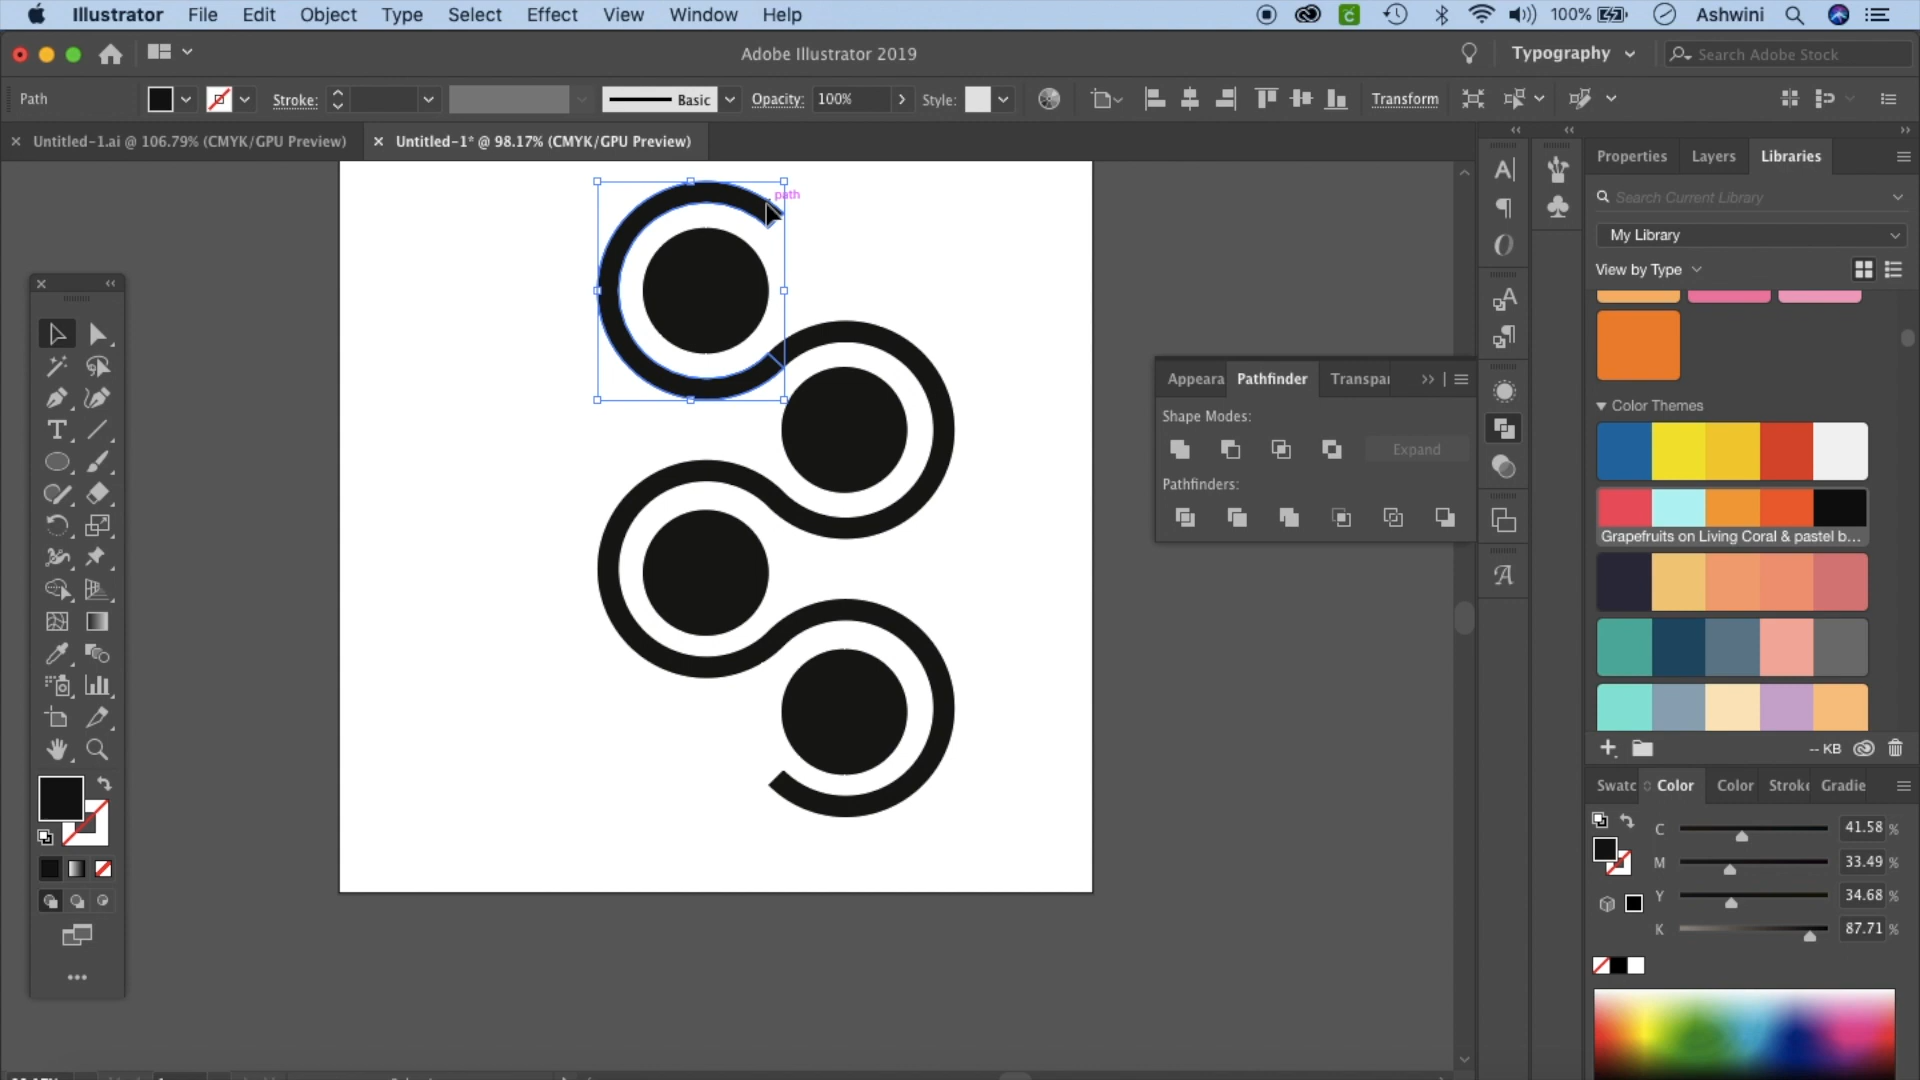 Illustrator File Edit Object Type Select Effect View Window Help 100% Ashwini
Adobe Illustrator 2019 Typography Search Adobe Stock
Path Stroke: Basic Opacity: 100% Style: Transform
Untitled-1.ai @ 106.79% (CMYK/GPU Preview) Untitled-1* @ 98.17% (CMYK/GPU Preview)
path
Appeara Pathfinder Transpar
Shape Modes:
Expand
Pathfinders:
Properties Layers Libraries
Search Current Library
My Library
View by Type
Color Themes
Grapefruits on Living Coral & pastel b...
-- KB
Swatc Color Color Stroke Gradie
C 41.58 %
M 33.49 %
Y 34.68 %
K 87.71 %